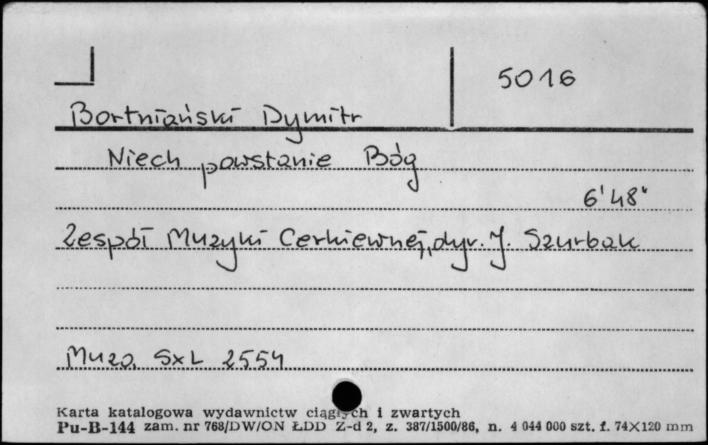 5016
Bortniański Dymitr
Niech powstanie Bóg
6'48"
Zespół Muzyki Cerkiewnej, dyr. J. Szurbak
Muza, SXL 2554
Karta katalogowa wydawnictw ciągłych i zwartych
Pu-B-144 zam. nr 768/DW/ON ŁDD Z-d 2, z. 387/1500/86, n. 4 044 000 szt. f. 74X120 mm